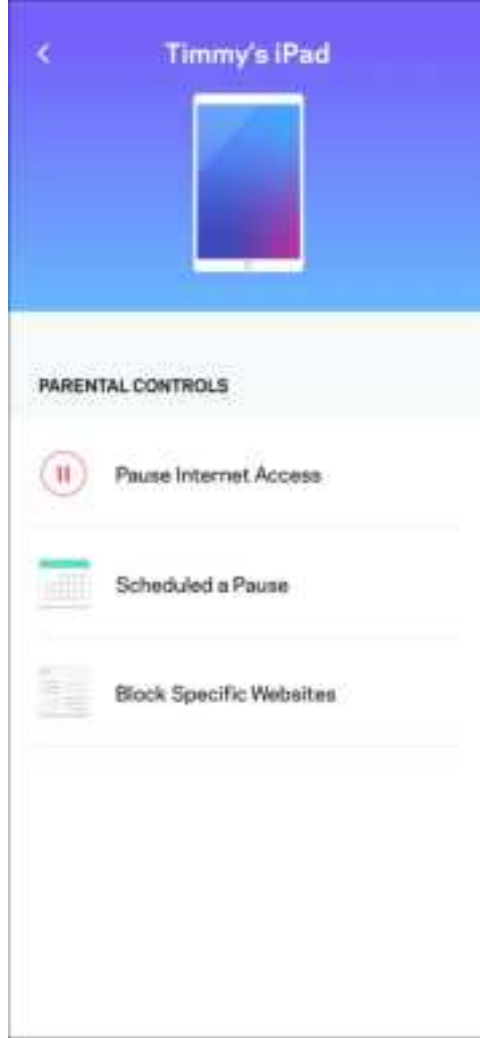 Timmy's iPad
PARENTAL CONTROLS
Pause Internet Access
Scheduled a Pause
Block Specific Websites